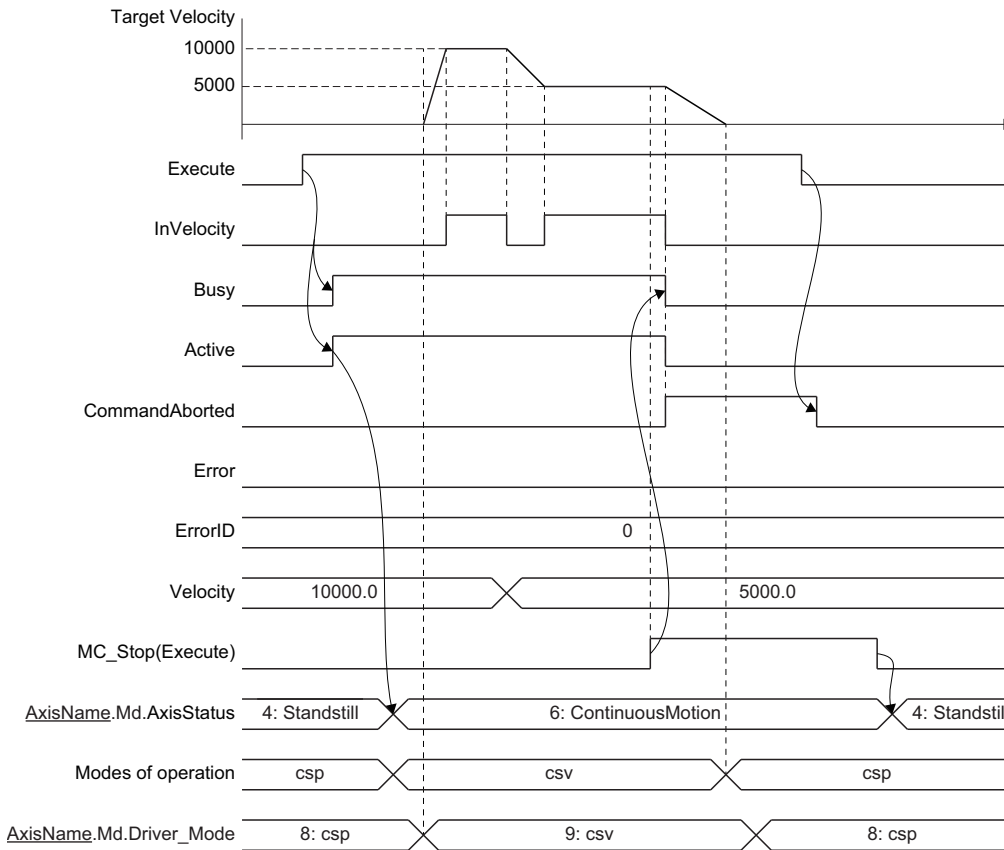 Target Velocity
10000
5000
Execute
InVelocity
Busy
Active
CommandAborted
Error
ErrorID
0
Velocity
10000.0
5000.0
MC_Stop(Execute)
AxisName.Md.AxisStatus
4: Standstill
6: ContinuousMotion
4: Standstil
Modes of operation
csp
csv
csp
AxisName.Md.Driver_Mode
8: csp
9: csv
8: csp